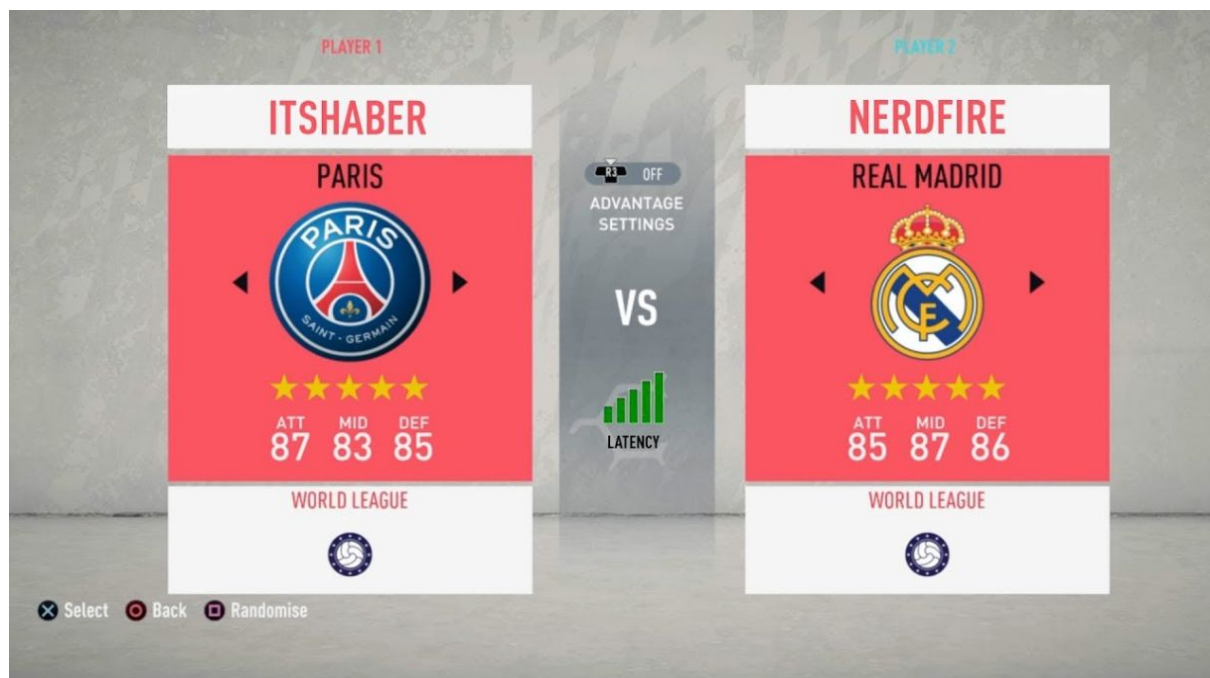 PLAYER 1
ITSHABER
PARIS
PARIS
SAINT-GERMAIN
ATT MID DEF
87 83 85
WORLD LEAGUE
R3 OFF
ADVANTAGE
SETTINGS
VS
LATENCY
PLAYER 2
NERDFIRE
REAL MADRID
ATT MID DEF
85 87 86
WORLD LEAGUE
Select Back Randomise